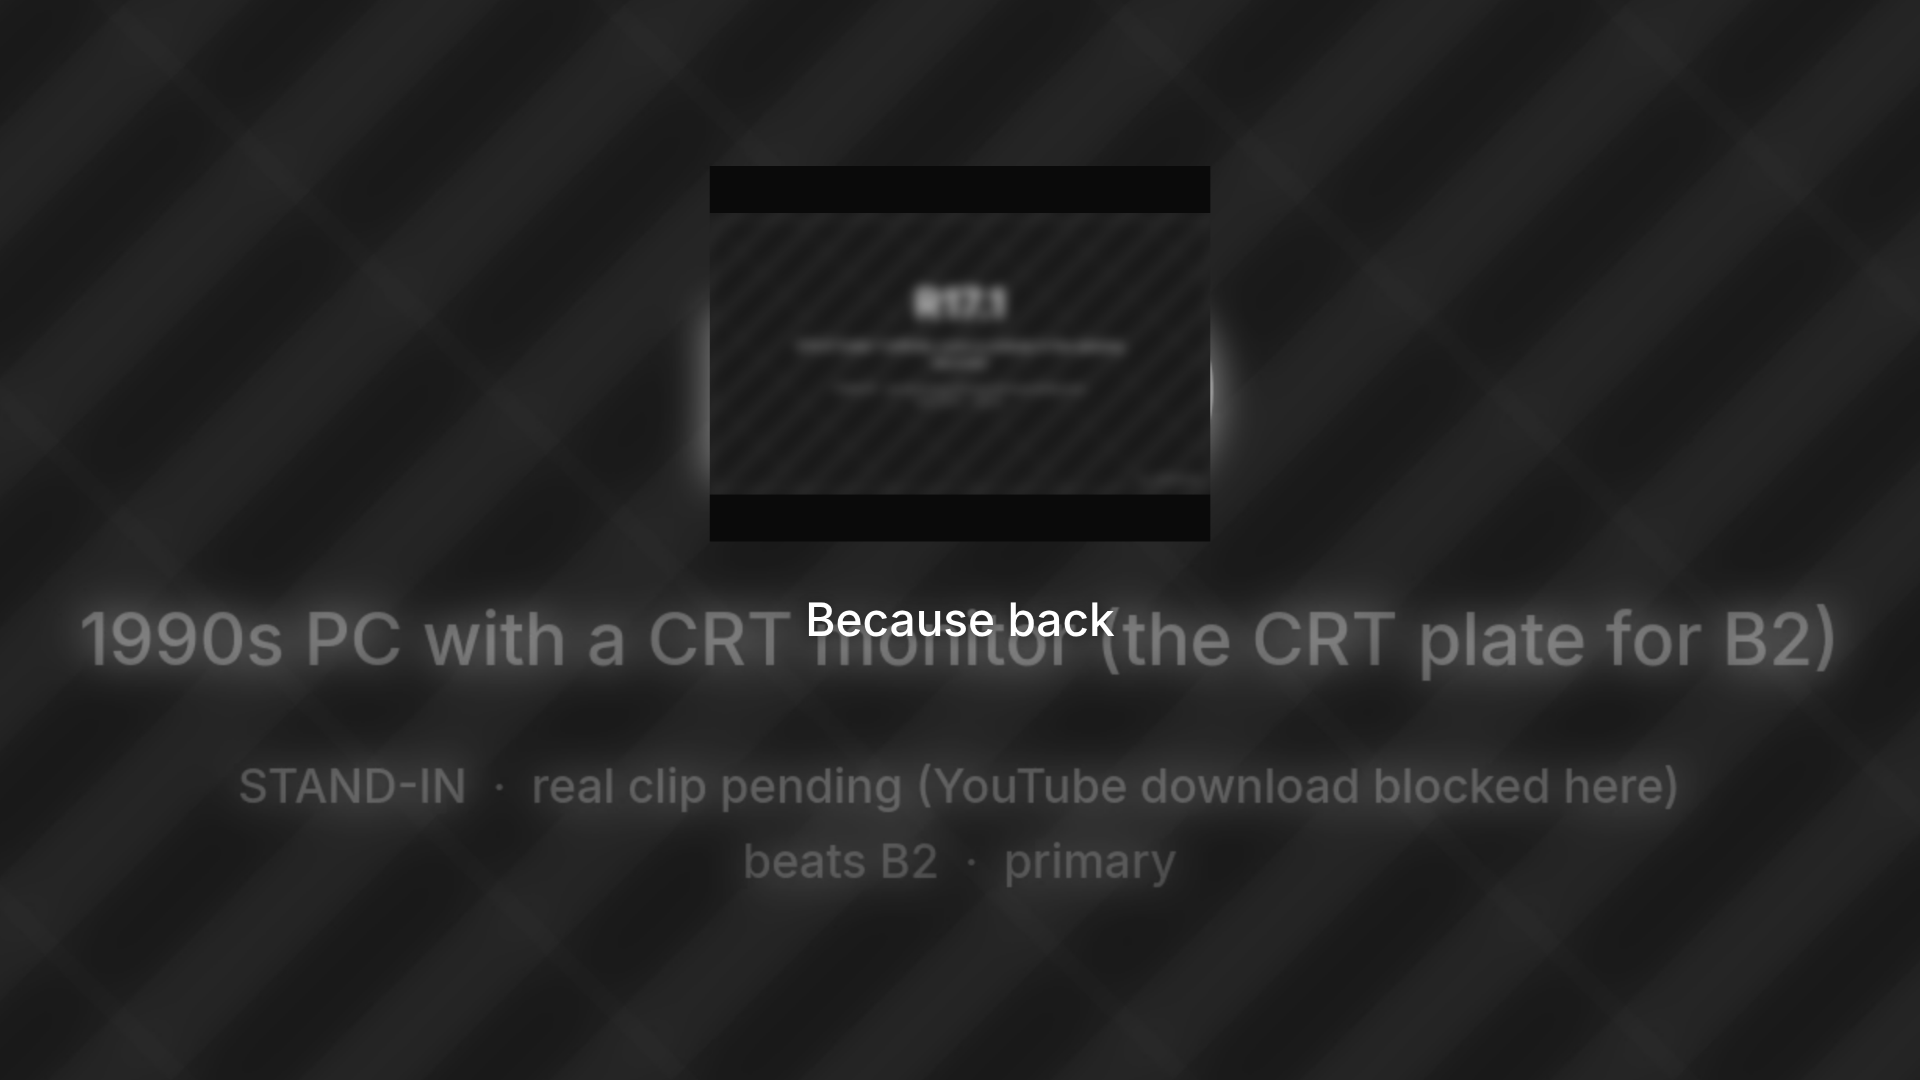 Because back
1990s PC with a CRT monitor (the CRT plate for B2)
STAND-IN · real clip pending (YouTube download blocked here)
beats B2 · primary